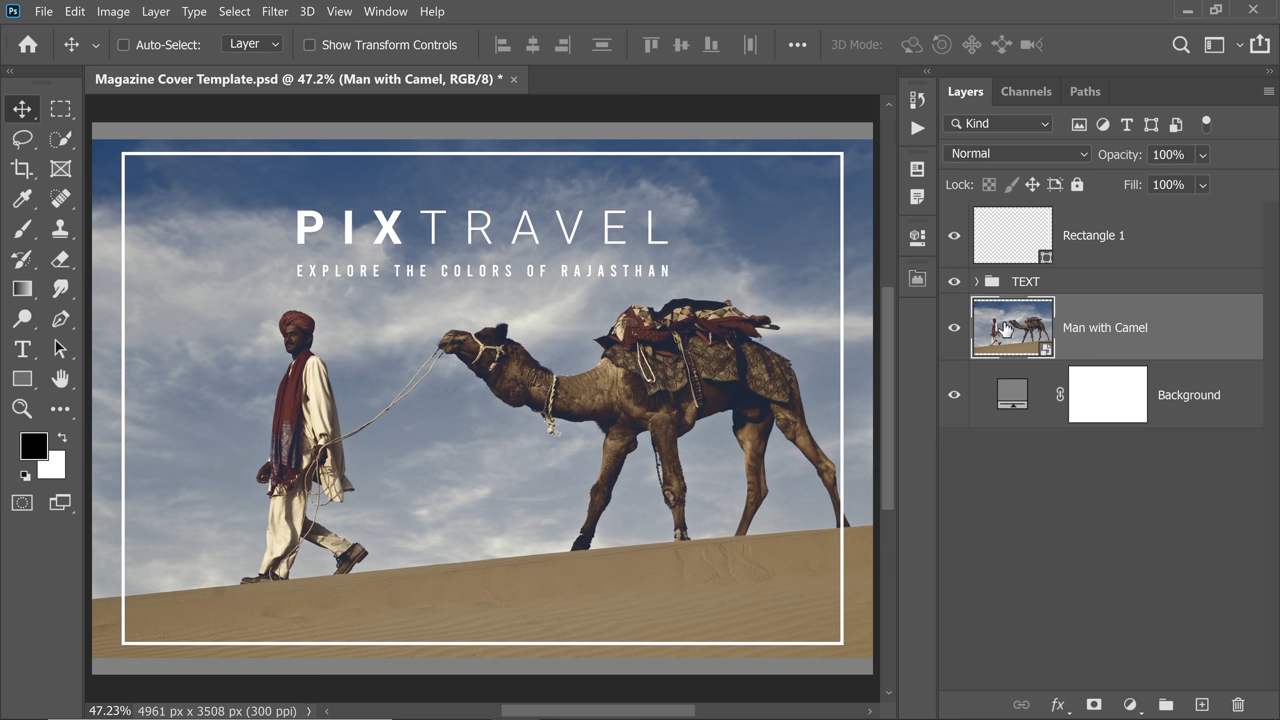 Ps File Edit Image Layer Type Select Filter 3D View Window Help
Auto-Select: Layer Show Transform Controls 3D Mode:
Magazine Cover Template.psd @ 47.2% (Man with Camel, RGB/8) *
PIXTRAVEL
EXPLORE THE COLORS OF RAJASTHAN
47.23% 4961 px x 3508 px (300 ppi)
Layers Channels Paths
Kind
Normal Opacity: 100%
Lock: Fill: 100%
Rectangle 1
TEXT
Man with Camel
Background